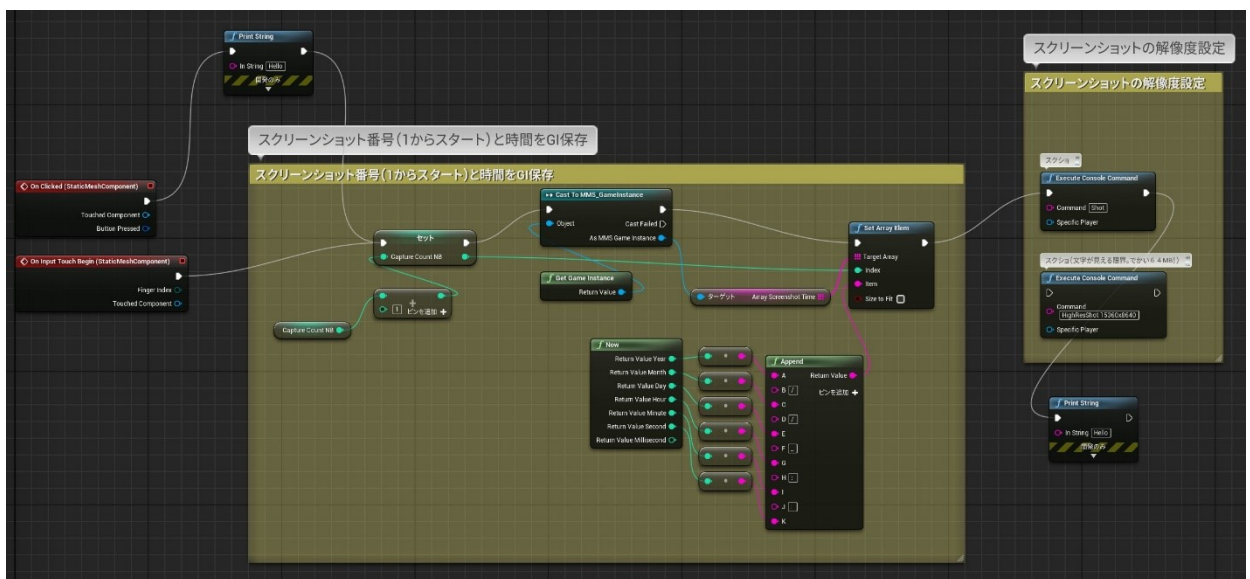 Print String
In String Hello
開発のみ
スクリーンショット番号(1からスタート)と時間をGI保存
スクリーンショット番号(1からスタート)と時間をGI保存
On Clicked (StaticMeshComponent)
Touched Component
Button Pressed
On Input Touch Begin (StaticMeshComponent)
Finger Index
Touched Component
セット
Capture Count NB
1 ピンを追加 +
Capture Count NB
Cast To MMS_GameInstance
Object Cast Failed
As MMS Game Instance
Get Game Instance
Return Value
ターゲット Array Screenshot Time
Set Array Elem
Target Array
Index
Item
Size to Fit
Now
Return Value Year
Return Value Month
Return Value Day
Return Value Hour
Return Value Minute
Return Value Second
Return Value Millisecond
Append
A Return Value
B / ピンを追加 +
C
D /
E
F _
G
H :
I
J
K
スクリーンショットの解像度設定
スクリーンショットの解像度設定
スクショ
Execute Console Command
Command Shot
Specific Player
スクショ(文字が見える限界。でかい6.4MB!)
Execute Console Command
Command
HighResShot 15360x8640
Specific Player
Print String
In String Hello
開発のみ